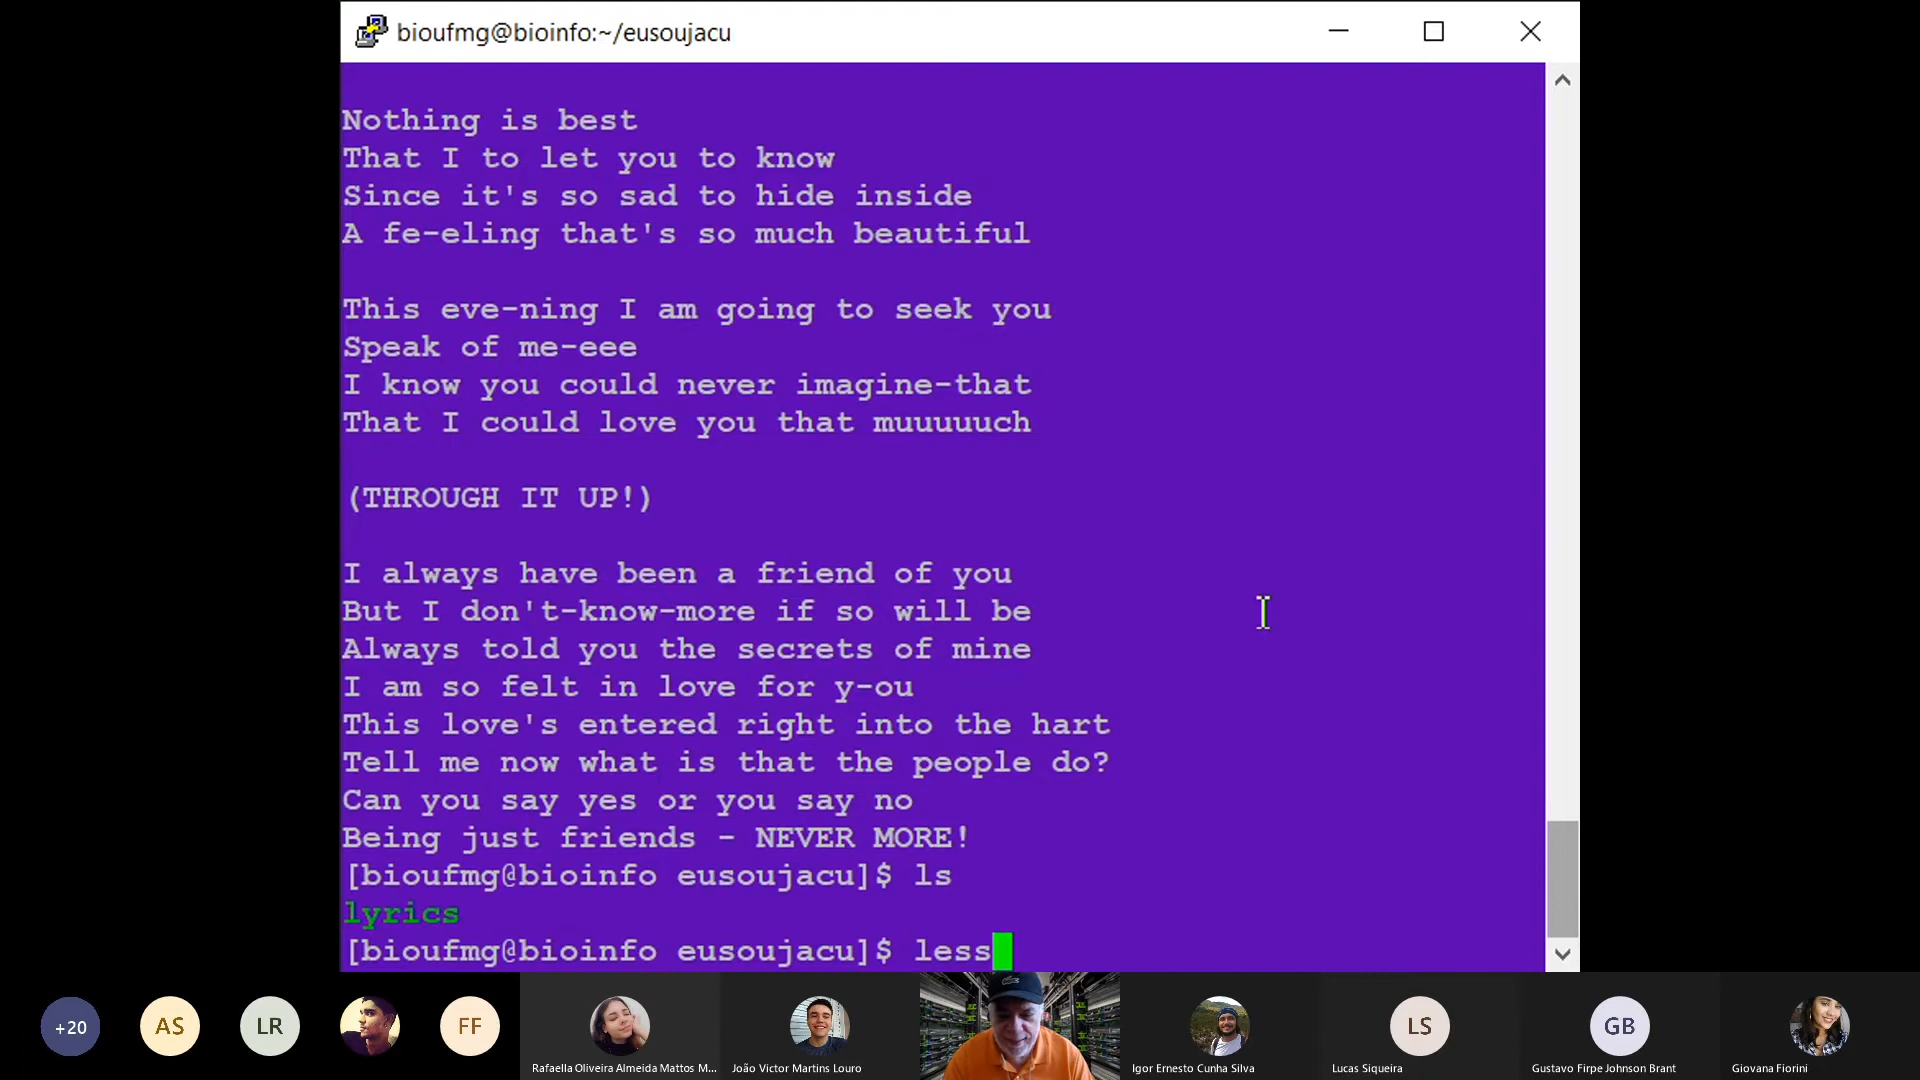 bioufmg@bioinfo:~/eusoujacu
Nothing is best
That I to let you to know
Since it's so sad to hide inside
A fe-eling that's so much beautiful
This eve-ning I am going to seek you
Speak of me-eee
I know you could never imagine-that
That I could love you that muuuuuch
(THROUGH IT UP!)
I always have been a friend of you
But I don't-know-more if so will be
Always told you the secrets of mine
I am so felt in love for y-ou
This love's entered right into the hart
Tell me now what is that the people do?
Can you say yes or you say no
Being just friends - NEVER MORE!
[bioufmg@bioinfo eusoujacu]$ ls
lyrics
[bioufmg@bioinfo eusoujacu]$ less
+20
AS
LR
FF
LS
GB
Rafaella Oliveira Almeida Mattos M...
João Victor Martins Louro
Igor Ernesto Cunha Silva
Lucas Siqueira
Gustavo Firpe Johnson Brant
Giovana Fiorini